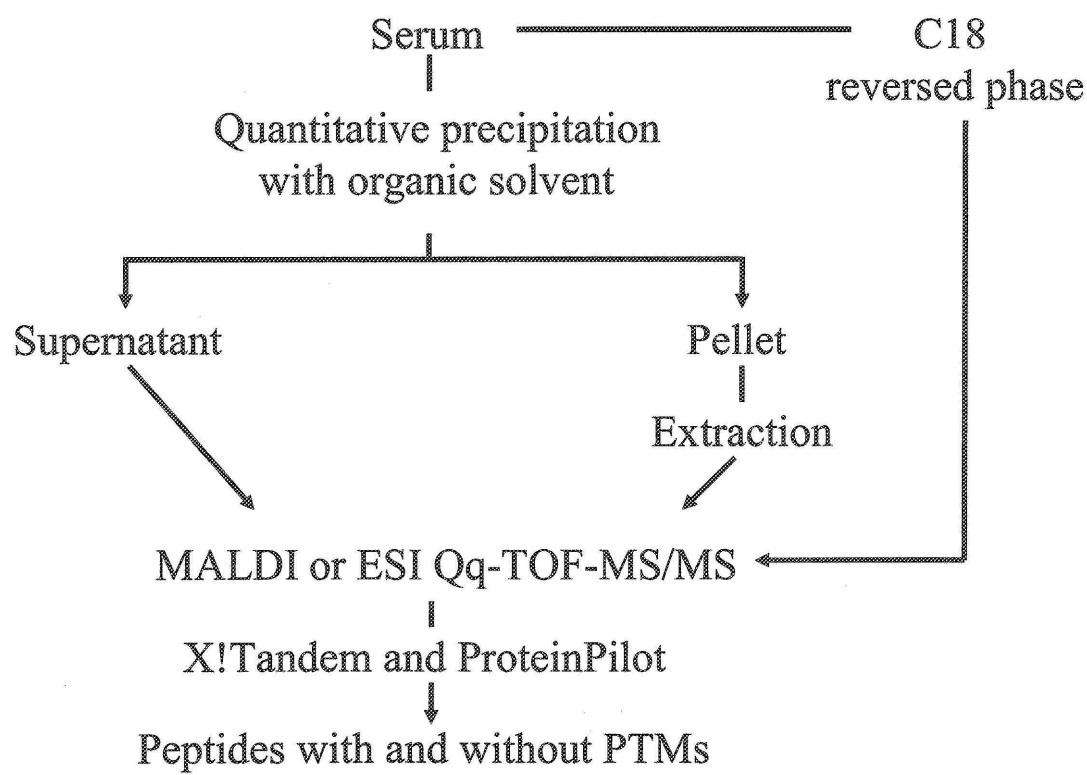 Serum
C18
reversed phase
Quantitative precipitation
with organic solvent
Supernatant
Pellet
Extraction
MALDI or ESI Qq-TOF-MS/MS
X!Tandem and ProteinPilot
Peptides with and without PTMs